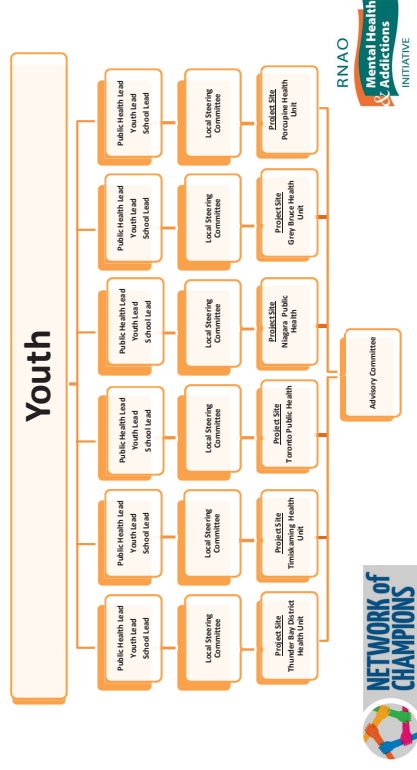 Youth
Public Health Lead
Youth Lead
School Lead
Public Health Lead
Youth Lead
School Lead
Public Health Lead
Youth Lead
School Lead
Public Health Lead
Youth Lead
School Lead
Public Health Lead
Youth Lead
School Lead
Public Health Lead
Youth Lead
School Lead
Local Steering
Committee
Local Steering
Committee
Local Steering
Committee
Local Steering
Committee
Local Steering
Committee
Local Steering
Committee
Project Site
Thunder Bay District
Health Unit
Project Site
Timiskaming Health
Unit
Project Site
Toronto Public Health
Project Site
Niagara Public
Health
Project Site
Grey Bruce Health
Unit
Project Site
Porcupine Health
Unit
Advisory Committee
NETWORK of
CHAMPIONS
RNAO
Mental Health
& Addictions
INITIATIVE